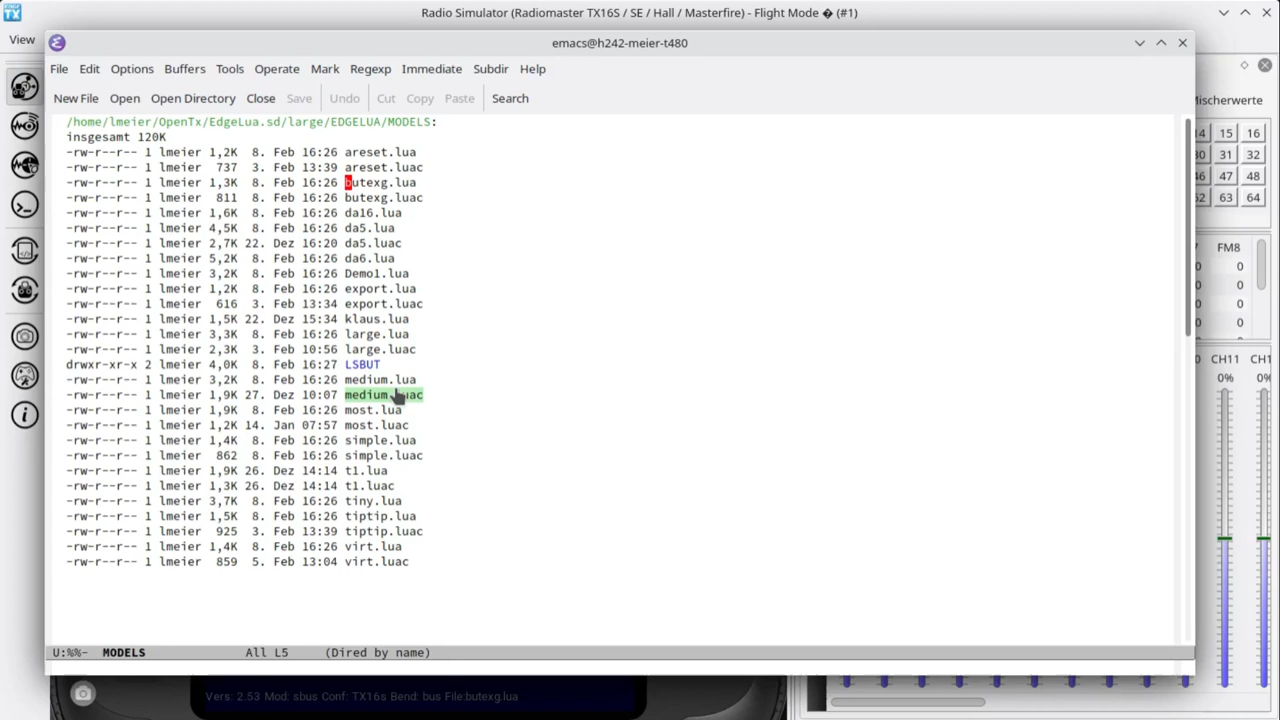 Radio Simulator (Radiomaster TX16S / SE / Hall / Masterfire) - Flight Mode � (#1)
View
emacs@h242-meier-t480
File Edit Options Buffers Tools Operate Mark Regexp Immediate Subdir Help
New File Open Open Directory Close Save Undo Cut Copy Paste Search
/home/lmeier/OpenTx/EdgeLua.sd/large/EDGELUA/MODELS:
insgesamt 120K
-rw-r--r-- 1 lmeier 1,2K 8. Feb 16:26 areset.lua
-rw-r--r-- 1 lmeier 737 3. Feb 13:39 areset.luac
-rw-r--r-- 1 lmeier 1,3K 8. Feb 16:26 butexg.lua
-rw-r--r-- 1 lmeier 811 8. Feb 16:26 butexg.luac
-rw-r--r-- 1 lmeier 1,6K 8. Feb 16:26 da16.lua
-rw-r--r-- 1 lmeier 4,5K 8. Feb 16:26 da5.lua
-rw-r--r-- 1 lmeier 2,7K 22. Dez 16:20 da5.luac
-rw-r--r-- 1 lmeier 5,2K 8. Feb 16:26 da6.lua
-rw-r--r-- 1 lmeier 3,2K 8. Feb 16:26 Demo1.lua
-rw-r--r-- 1 lmeier 1,2K 8. Feb 16:26 export.lua
-rw-r--r-- 1 lmeier 616 3. Feb 13:34 export.luac
-rw-r--r-- 1 lmeier 1,5K 22. Dez 15:34 klaus.lua
-rw-r--r-- 1 lmeier 3,3K 8. Feb 16:26 large.lua
-rw-r--r-- 1 lmeier 2,3K 3. Feb 10:56 large.luac
drwxr-xr-x 2 lmeier 4,0K 8. Feb 16:27 LSBUT
-rw-r--r-- 1 lmeier 3,2K 8. Feb 16:26 medium.lua
-rw-r--r-- 1 lmeier 1,9K 27. Dez 10:07 medium.luac
-rw-r--r-- 1 lmeier 1,9K 8. Feb 16:26 most.lua
-rw-r--r-- 1 lmeier 1,2K 14. Jan 07:57 most.luac
-rw-r--r-- 1 lmeier 1,4K 8. Feb 16:26 simple.lua
-rw-r--r-- 1 lmeier 862 8. Feb 16:26 simple.luac
-rw-r--r-- 1 lmeier 1,9K 26. Dez 14:14 t1.lua
-rw-r--r-- 1 lmeier 1,3K 26. Dez 14:14 t1.luac
-rw-r--r-- 1 lmeier 3,7K 8. Feb 16:26 tiny.lua
-rw-r--r-- 1 lmeier 1,5K 8. Feb 16:26 tiptip.lua
-rw-r--r-- 1 lmeier 925 3. Feb 13:39 tiptip.luac
-rw-r--r-- 1 lmeier 1,4K 8. Feb 16:26 virt.lua
-rw-r--r-- 1 lmeier 859 5. Feb 13:04 virt.luac
U:%%- MODELS All L5 (Dired by name)
Mischerwerte
14 15 16
30 31 32
46 47 48
62 63 64
FM8
0 0
0 0
0 0
0 0
CH11 CH1
0% 0%
Vers: 2.53 Mod: sbus Conf: TX16s Bend: bus File:butexg.lua